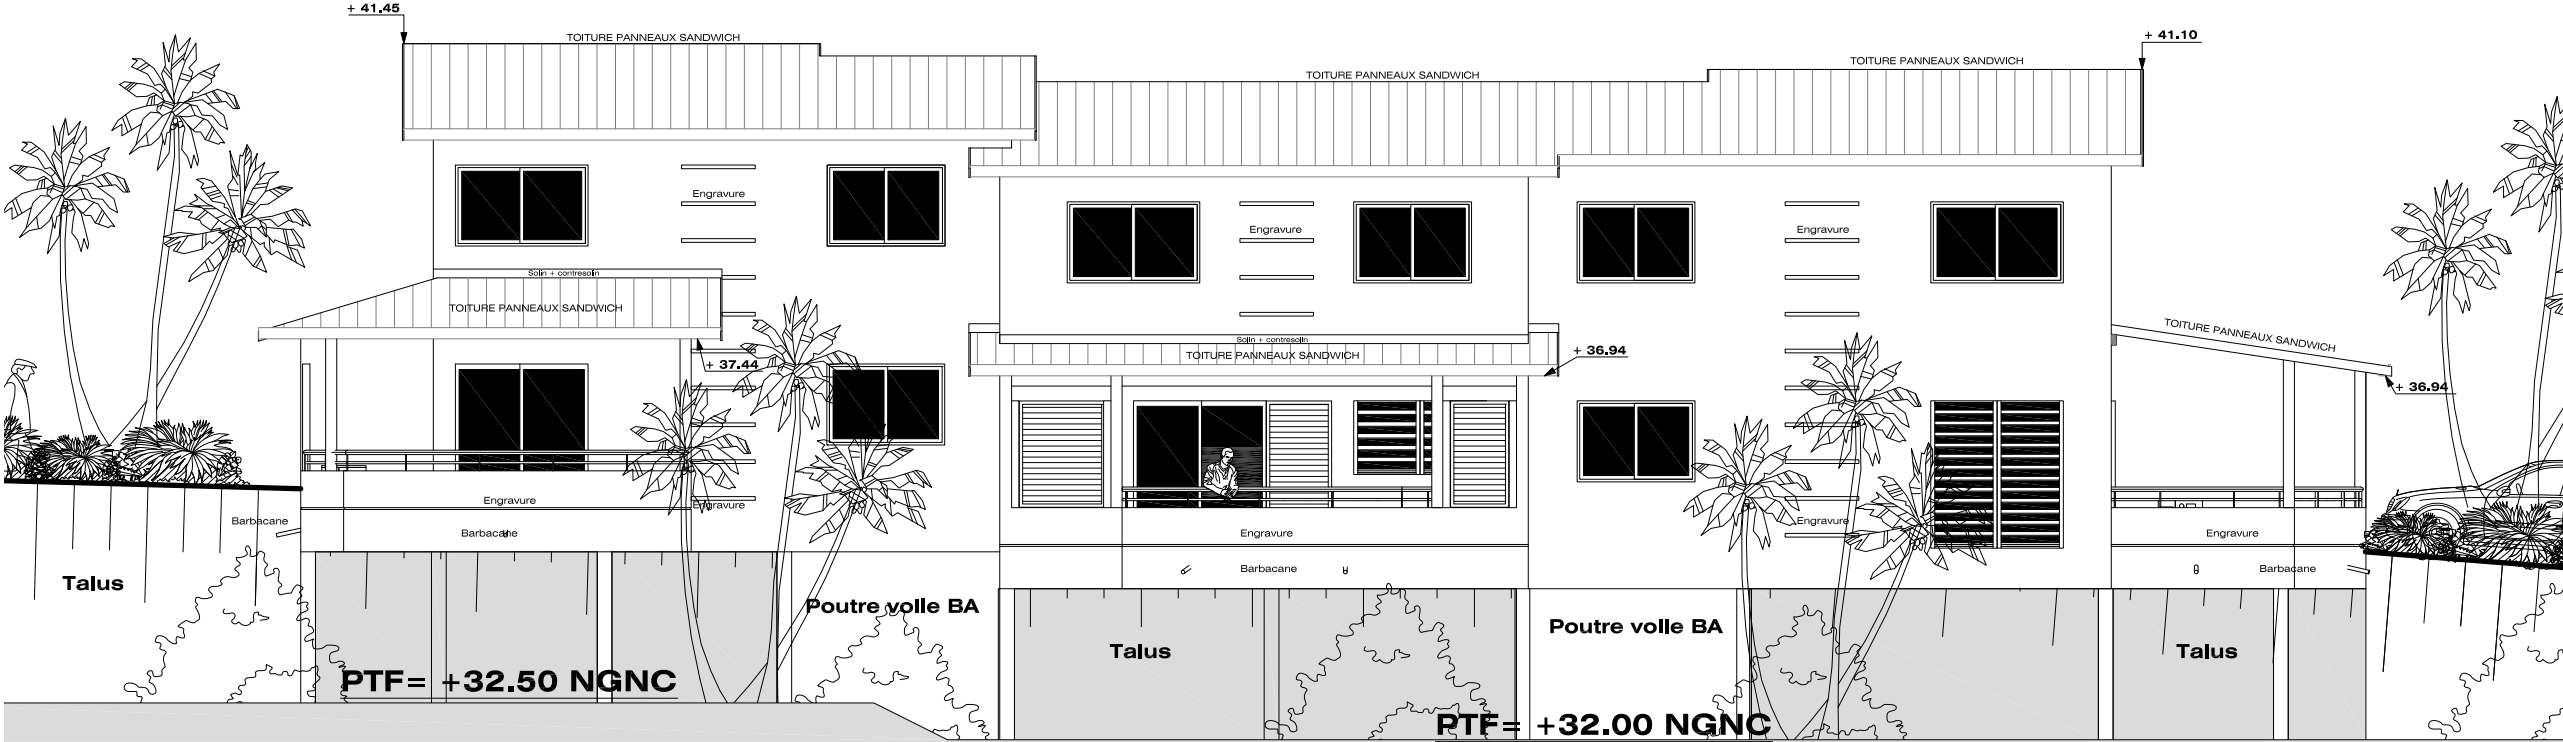 + 41.45
TOITURE PANNEAUX SANDWICH
+ 41.10
TOITURE PANNEAUX SANDWICH
TOITURE PANNEAUX SANDWICH
Engravure
Engravure
Engravure
Solin + contresolin
TOITURE PANNEAUX SANDWICH
TOITURE PANNEAUX SANDWICH
Solin + contresolin
TOITURE PANNEAUX SANDWICH
+ 36.94
+ 37.44
+ 36.94
Engravure
Engravure
Barbacane
Engravure
Barbacane
Engravure
Engravure
Barbacane
Barbacane
Talus
Poutre voile BA
Poutre voile BA
Talus
Talus
PTF= +32.50 NGNC
PTF= +32.00 NGNC